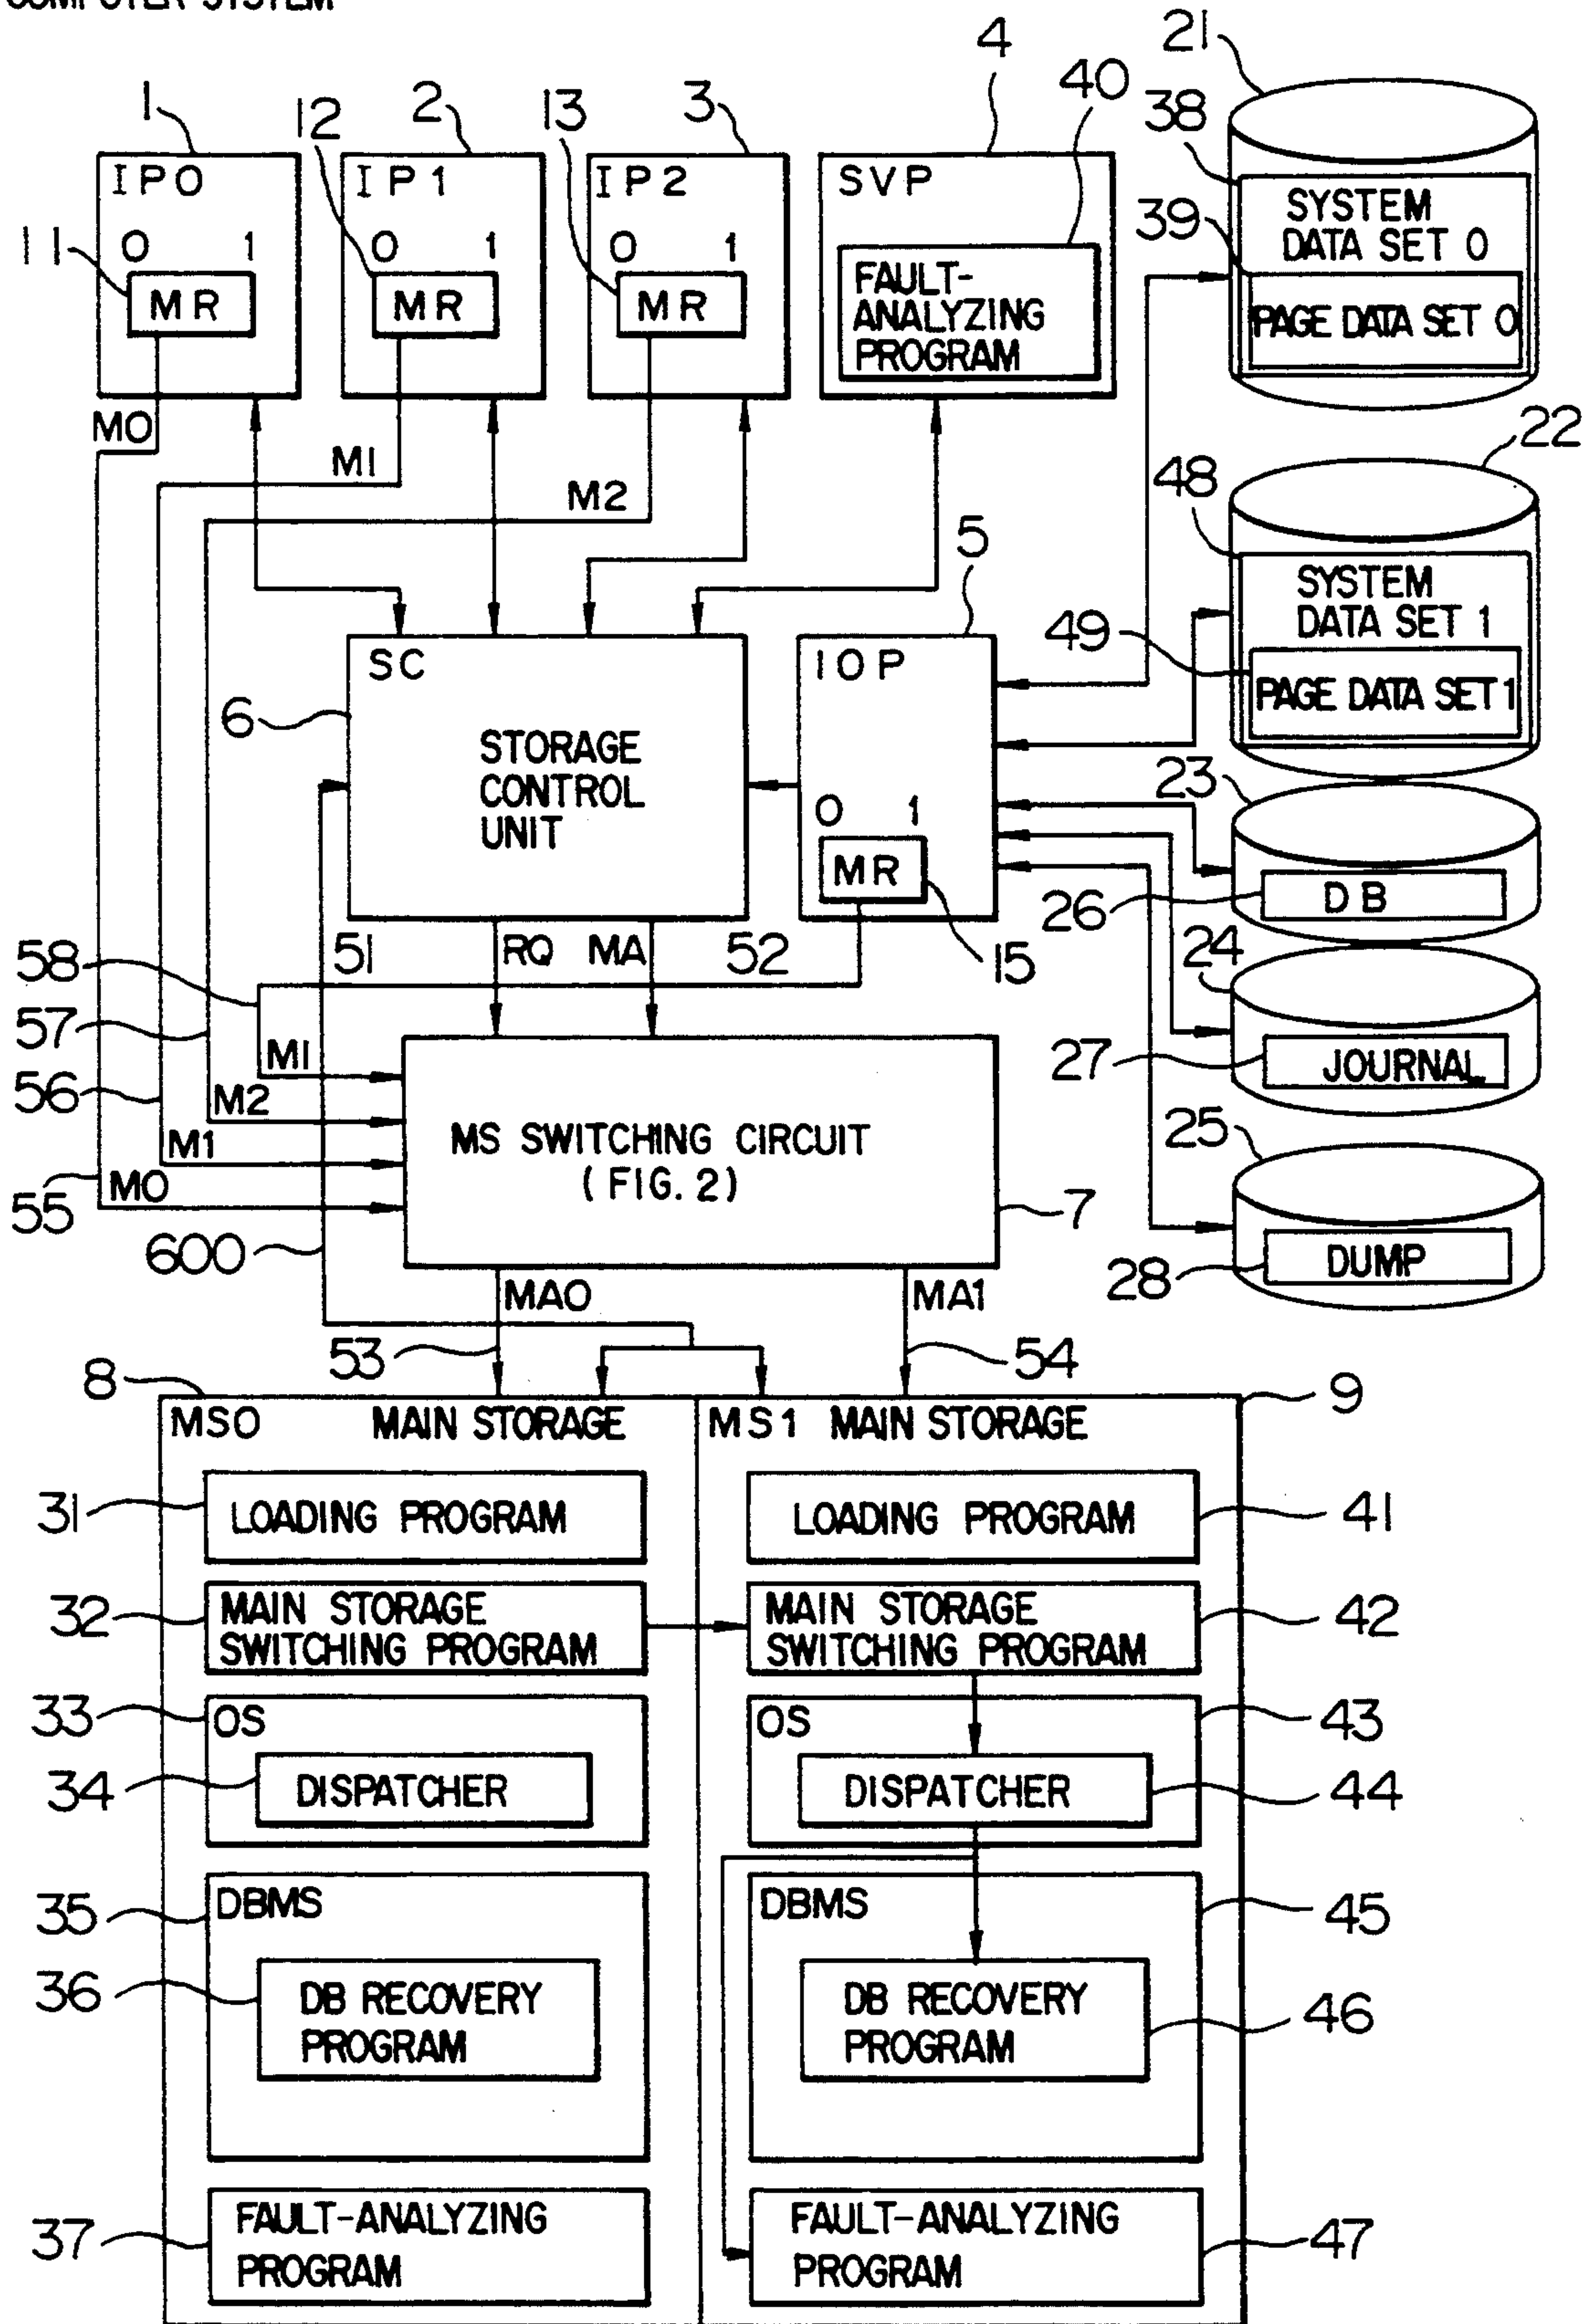 COMPUTER SYSTEM
4
21
1
12
2
13
3
40
38
IP0
IP1
IP2
SVP
SYSTEM
DATA SET 0
39
11
0 1
0 1
0 1
MR
MR
MR
FAULT-
ANALYZING
PROGRAM
PAGE DATA SET 0
M0
M1
M2
22
48
5
SYSTEM
DATA SET 1
49
SC
IOP
PAGE DATA SET 1
6
STORAGE
CONTROL
UNIT
23
0 1
MR
DB
26
58
51
RQ
MA
52
15
24
57
M1
27
JOURNAL
56
M2
MS SWITCHING CIRCUIT
(FIG. 2)
25
M1
55
M0
7
600
28
DUMP
MA0
MA1
53
54
8
9
MS0 MAIN STORAGE
MS1 MAIN STORAGE
31
LOADING PROGRAM
LOADING PROGRAM
41
32
MAIN STORAGE
SWITCHING PROGRAM
MAIN STORAGE
SWITCHING PROGRAM
42
33
OS
OS
43
34
DISPATCHER
DISPATCHER
44
35
DBMS
DBMS
45
36
DB RECOVERY
PROGRAM
DB RECOVERY
PROGRAM
46
37
FAULT-ANALYZING
PROGRAM
FAULT-ANALYZING
PROGRAM
47